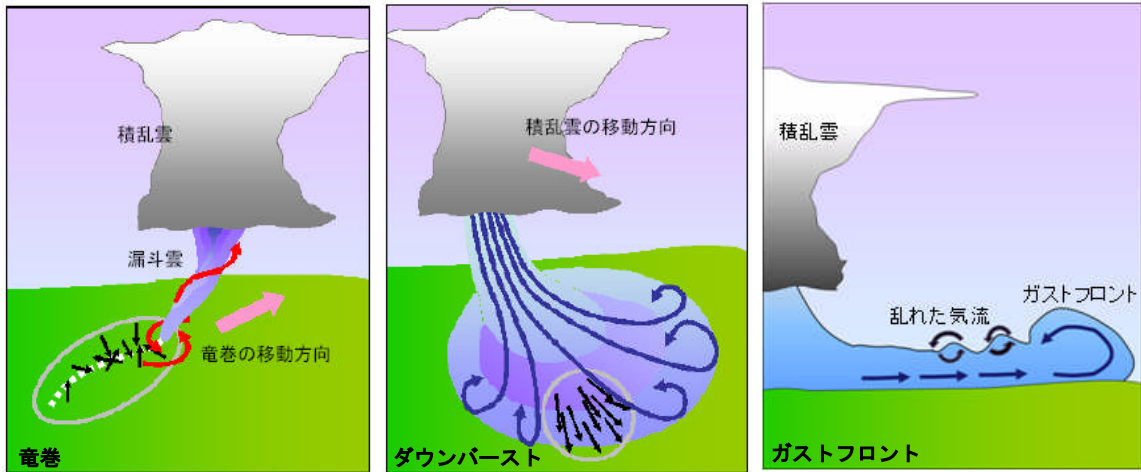 積乱雲
漏斗雲
竜巻の移動方向
竜巻
積乱雲の移動方向
ダウンバースト
積乱雲
ガストフロント
乱れた気流
ガストフロント